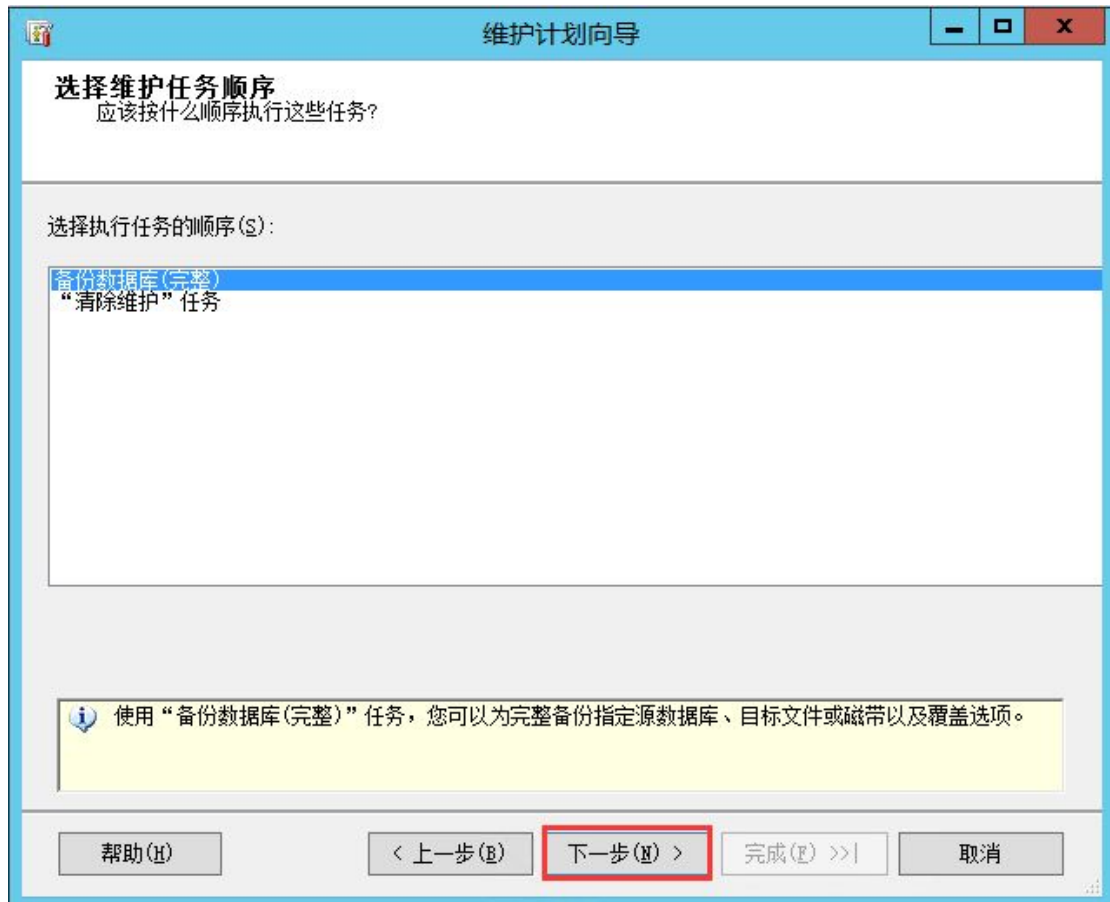 维护计划向导
选择维护任务顺序
应该按什么顺序执行这些任务?
选择执行任务的顺序(S):
备份数据库(完整)
“清除维护”任务
使用“备份数据库(完整)”任务，您可以为完整备份指定源数据库、目标文件或磁带以及覆盖选项。
帮助(H) < 上一步(B) 下一步(N) > 完成(F) >>| 取消